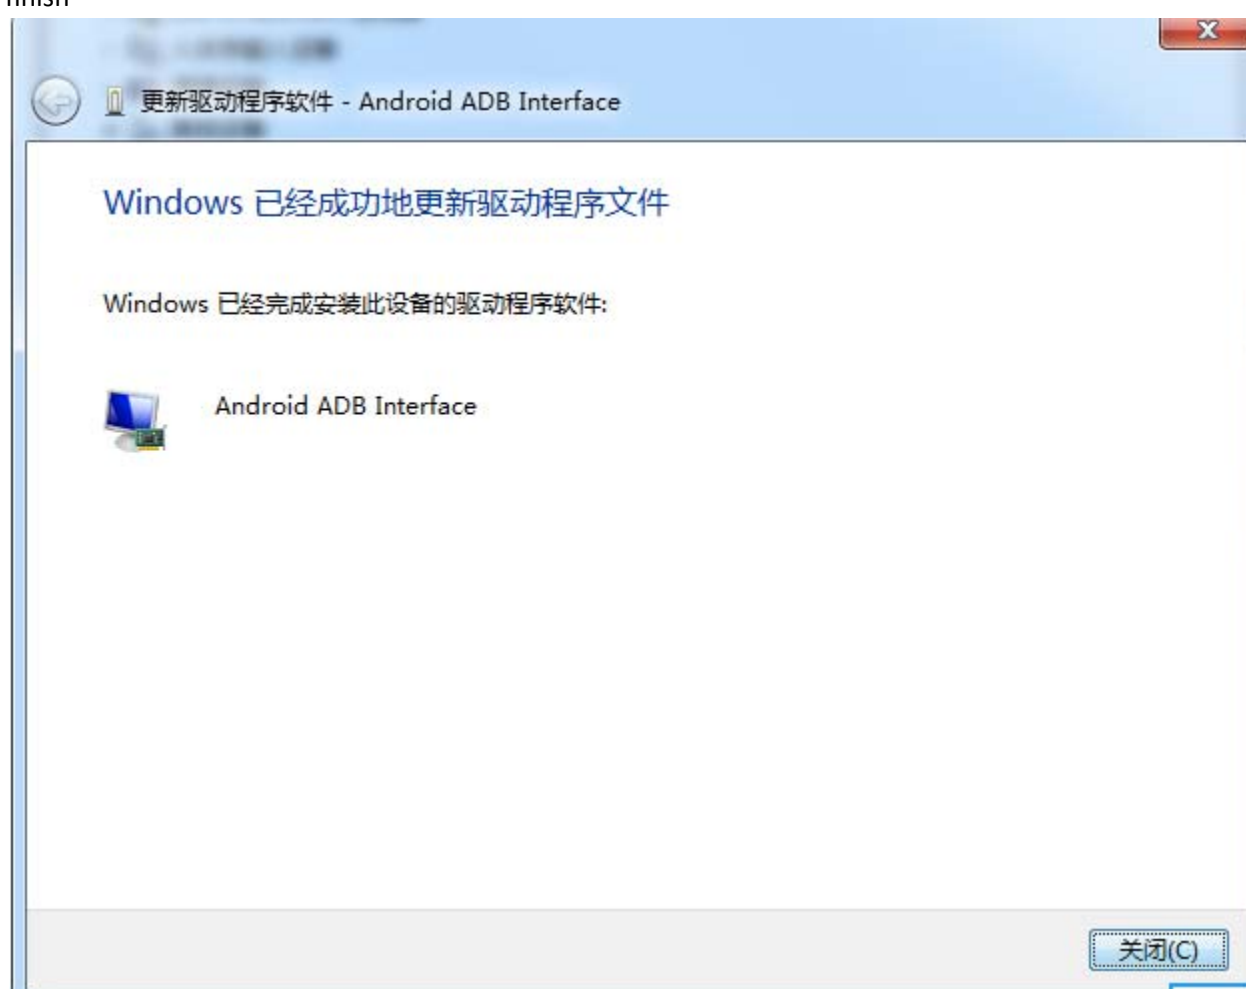 finish
更新驱动程序软件 - Android ADB Interface
Windows 已经成功地更新驱动程序文件
Windows 已经完成安装此设备的驱动程序软件:
Android ADB Interface
关闭(C)